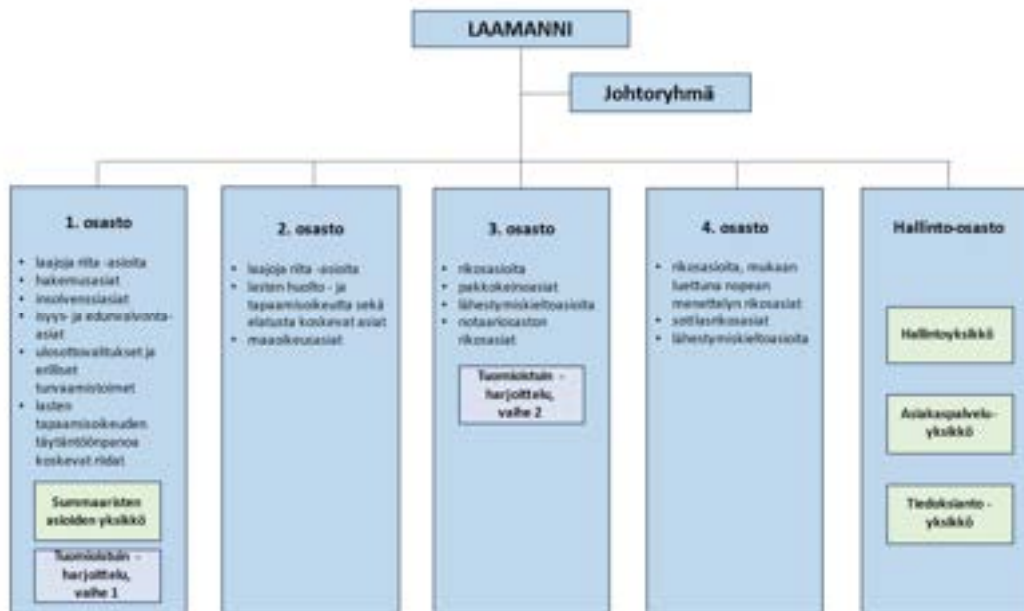 LAAMANNI
Johtoryhmä
1. osasto
• laajoja riita -asioita
• hakemusasiat
• insolvenssiasiat
• isyys- ja edunvalvonta-
asiat
• ulosottovalitukset ja
erilliset
turvaamistoimet
• lasten
tapaamisoikeuden
täytäntöönpanoa
koskevat riidat
Summaaristen
asioiden yksikkö
Tuomioistuin -
harjoittelu,
vaihe 1
2. osasto
• laajoja riita -asioita
• lasten huolto - ja
tapaamisoikeutta sekä
elatusta koskevat asiat
• maaoikeusasiat
3. osasto
• rikosasioita
• pakkokeinoasiat
• lähestymiskieltoasioita
• notaariosaston
rikosasiat
Tuomioistuin -
harjoittelu,
vaihe 2
4. osasto
• rikosasioita, mukaan
luettuna nopean
menettelyn rikosasiat
• sotilasrikosasiat
• lähestymiskieltoasioita
Hallinto-osasto
Hallintoyksikkö
Asiakaspalvelu-
yksikkö
Tiedoksianto -
yksikkö